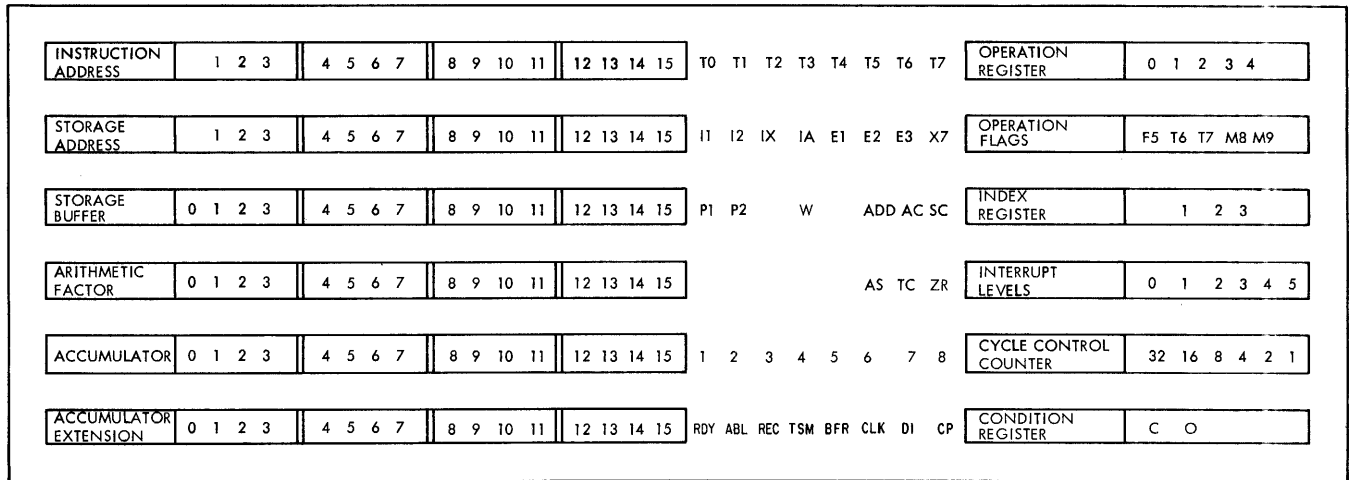 INSTRUCTION ADDRESS 1 2 3 4 5 6 7 8 9 10 11 12 13 14 15 T0 T1 T2 T3 T4 T5 T6 T7 OPERATION REGISTER 0 1 2 3 4
STORAGE ADDRESS 1 2 3 4 5 6 7 8 9 10 11 12 13 14 15 I1 I2 IX IA E1 E2 E3 X7 OPERATION FLAGS F5 T6 T7 M8 M9
STORAGE BUFFER 0 1 2 3 4 5 6 7 8 9 10 11 12 13 14 15 P1 P2 W ADD AC SC INDEX REGISTER 1 2 3
ARITHMETIC FACTOR 0 1 2 3 4 5 6 7 8 9 10 11 12 13 14 15 AS TC ZR INTERRUPT LEVELS 0 1 2 3 4 5
ACCUMULATOR 0 1 2 3 4 5 6 7 8 9 10 11 12 13 14 15 1 2 3 4 5 6 7 8 CYCLE CONTROL COUNTER 32 16 8 4 2 1
ACCUMULATOR EXTENSION 0 1 2 3 4 5 6 7 8 9 10 11 12 13 14 15 RDY ABL REC TSM BFR CLK DI CP CONDITION REGISTER C O